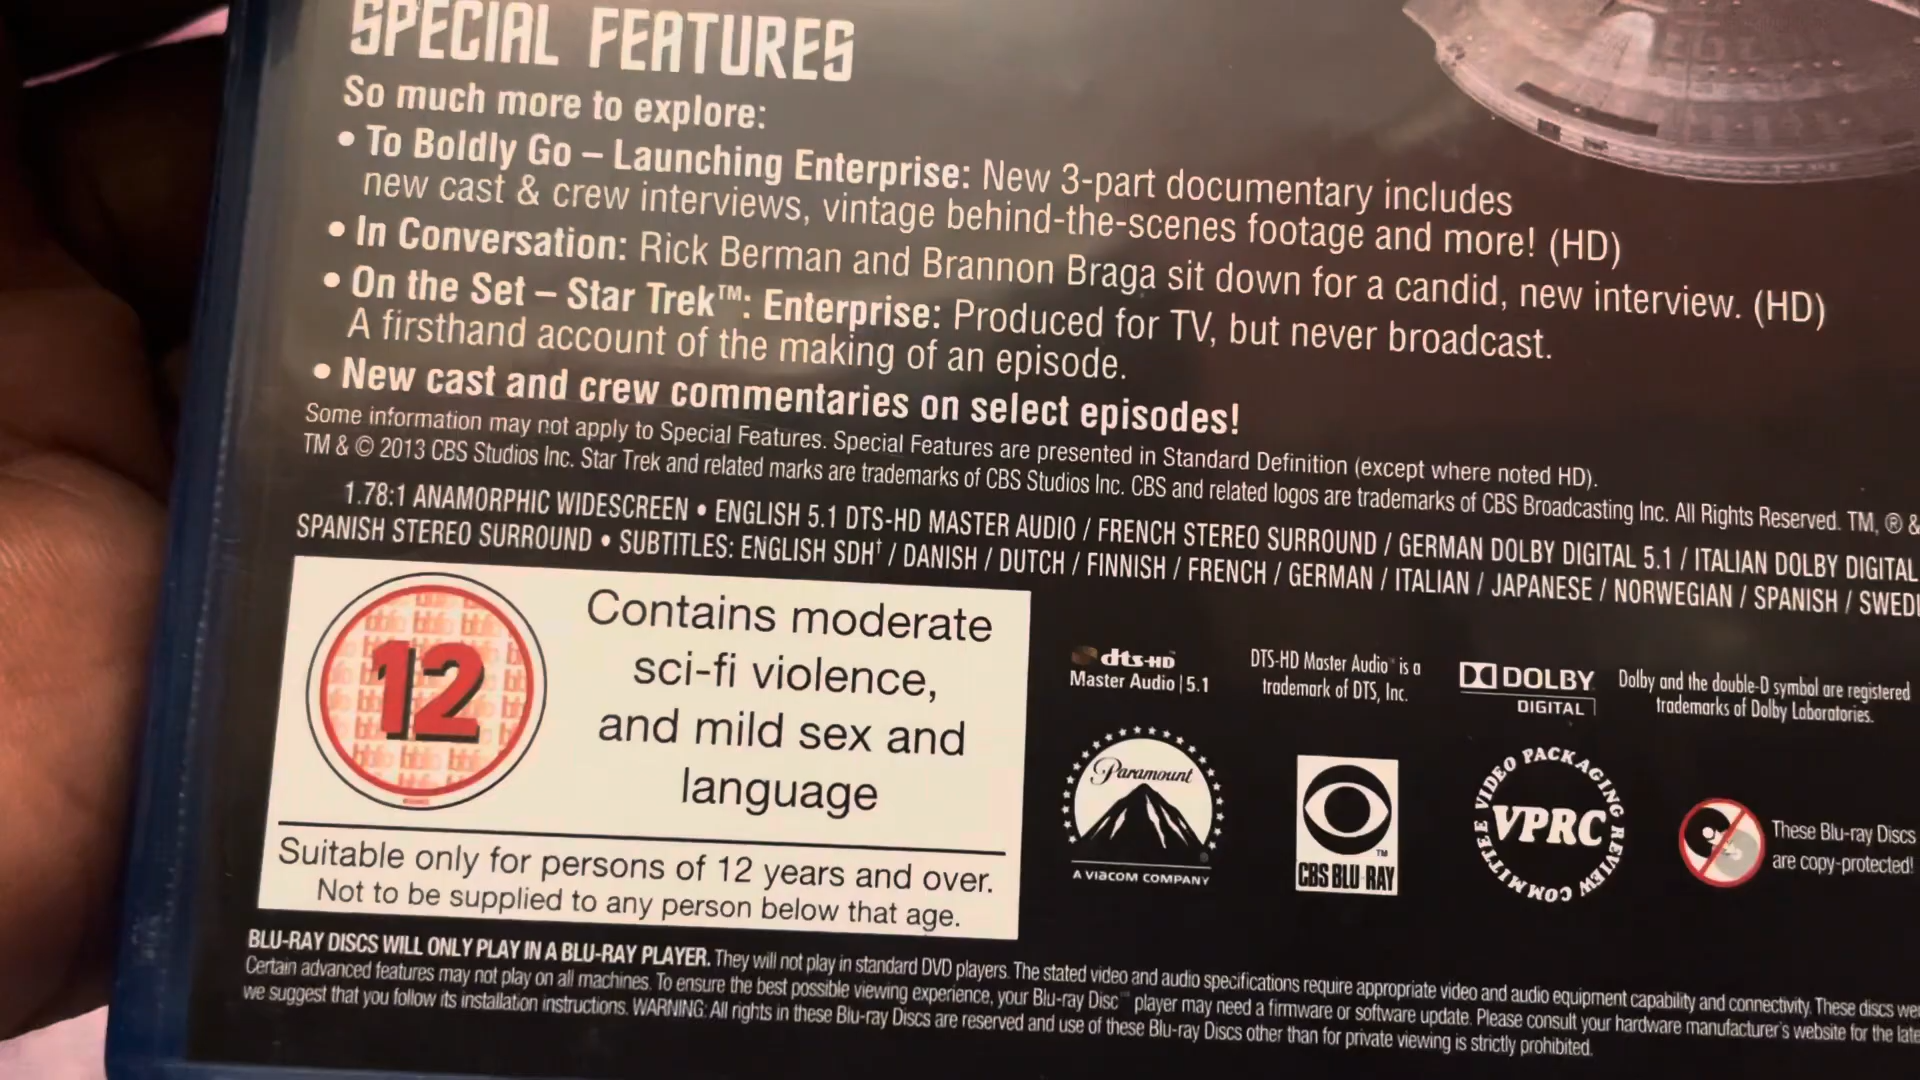 SPECIAL FEATURES
So much more to explore:
• To Boldly Go – Launching Enterprise: New 3-part documentary includes
new cast & crew interviews, vintage behind-the-scenes footage and more! (HD)
• In Conversation: Rick Berman and Brannon Braga sit down for a candid, new interview. (HD)
• On the Set – Star Trek™: Enterprise: Produced for TV, but never broadcast.
A firsthand account of the making of an episode.
• New cast and crew commentaries on select episodes!
Some information may not apply to Special Features. Special Features are presented in Standard Definition (except where noted HD).
TM & © 2013 CBS Studios Inc. Star Trek and related marks are trademarks of CBS Studios Inc. CBS and related logos are trademarks of CBS Broadcasting Inc. All Rights Reserved. TM, ® &
1.78:1 ANAMORPHIC WIDESCREEN • ENGLISH 5.1 DTS-HD MASTER AUDIO / FRENCH STEREO SURROUND / GERMAN DOLBY DIGITAL 5.1 / ITALIAN DOLBY DIGITAL
SPANISH STEREO SURROUND • SUBTITLES: ENGLISH SDH† / DANISH / DUTCH / FINNISH / FRENCH / GERMAN / ITALIAN / JAPANESE / NORWEGIAN / SPANISH / SWEDI
12
Contains moderate
sci-fi violence,
and mild sex and
language
Suitable only for persons of 12 years and over.
Not to be supplied to any person below that age.
dts-HD
Master Audio | 5.1
DTS-HD Master Audio is a
trademark of DTS, Inc.
DOLBY
DIGITAL
Dolby and the double-D symbol are registered
trademarks of Dolby Laboratories.
Paramount
A VIACOM COMPANY
CBS BLU-RAY
VIDEO PACKAGING REVIEW COMMITTEE
VPRC
These Blu-ray Discs
are copy-protected!
BLU-RAY DISCS WILL ONLY PLAY IN A BLU-RAY PLAYER. They will not play in standard DVD players. The stated video and audio specifications require appropriate video and audio equipment capability and connectivity. These discs we
Certain advanced features may not play on all machines. To ensure the best possible viewing experience, your Blu-ray Disc™ player may need a firmware or software update. Please consult your hardware manufacturer's website for the late
we suggest that you follow its installation instructions. WARNING: All rights in these Blu-ray Discs are reserved and use of these Blu-ray Discs other than for private viewing is strictly prohibited.